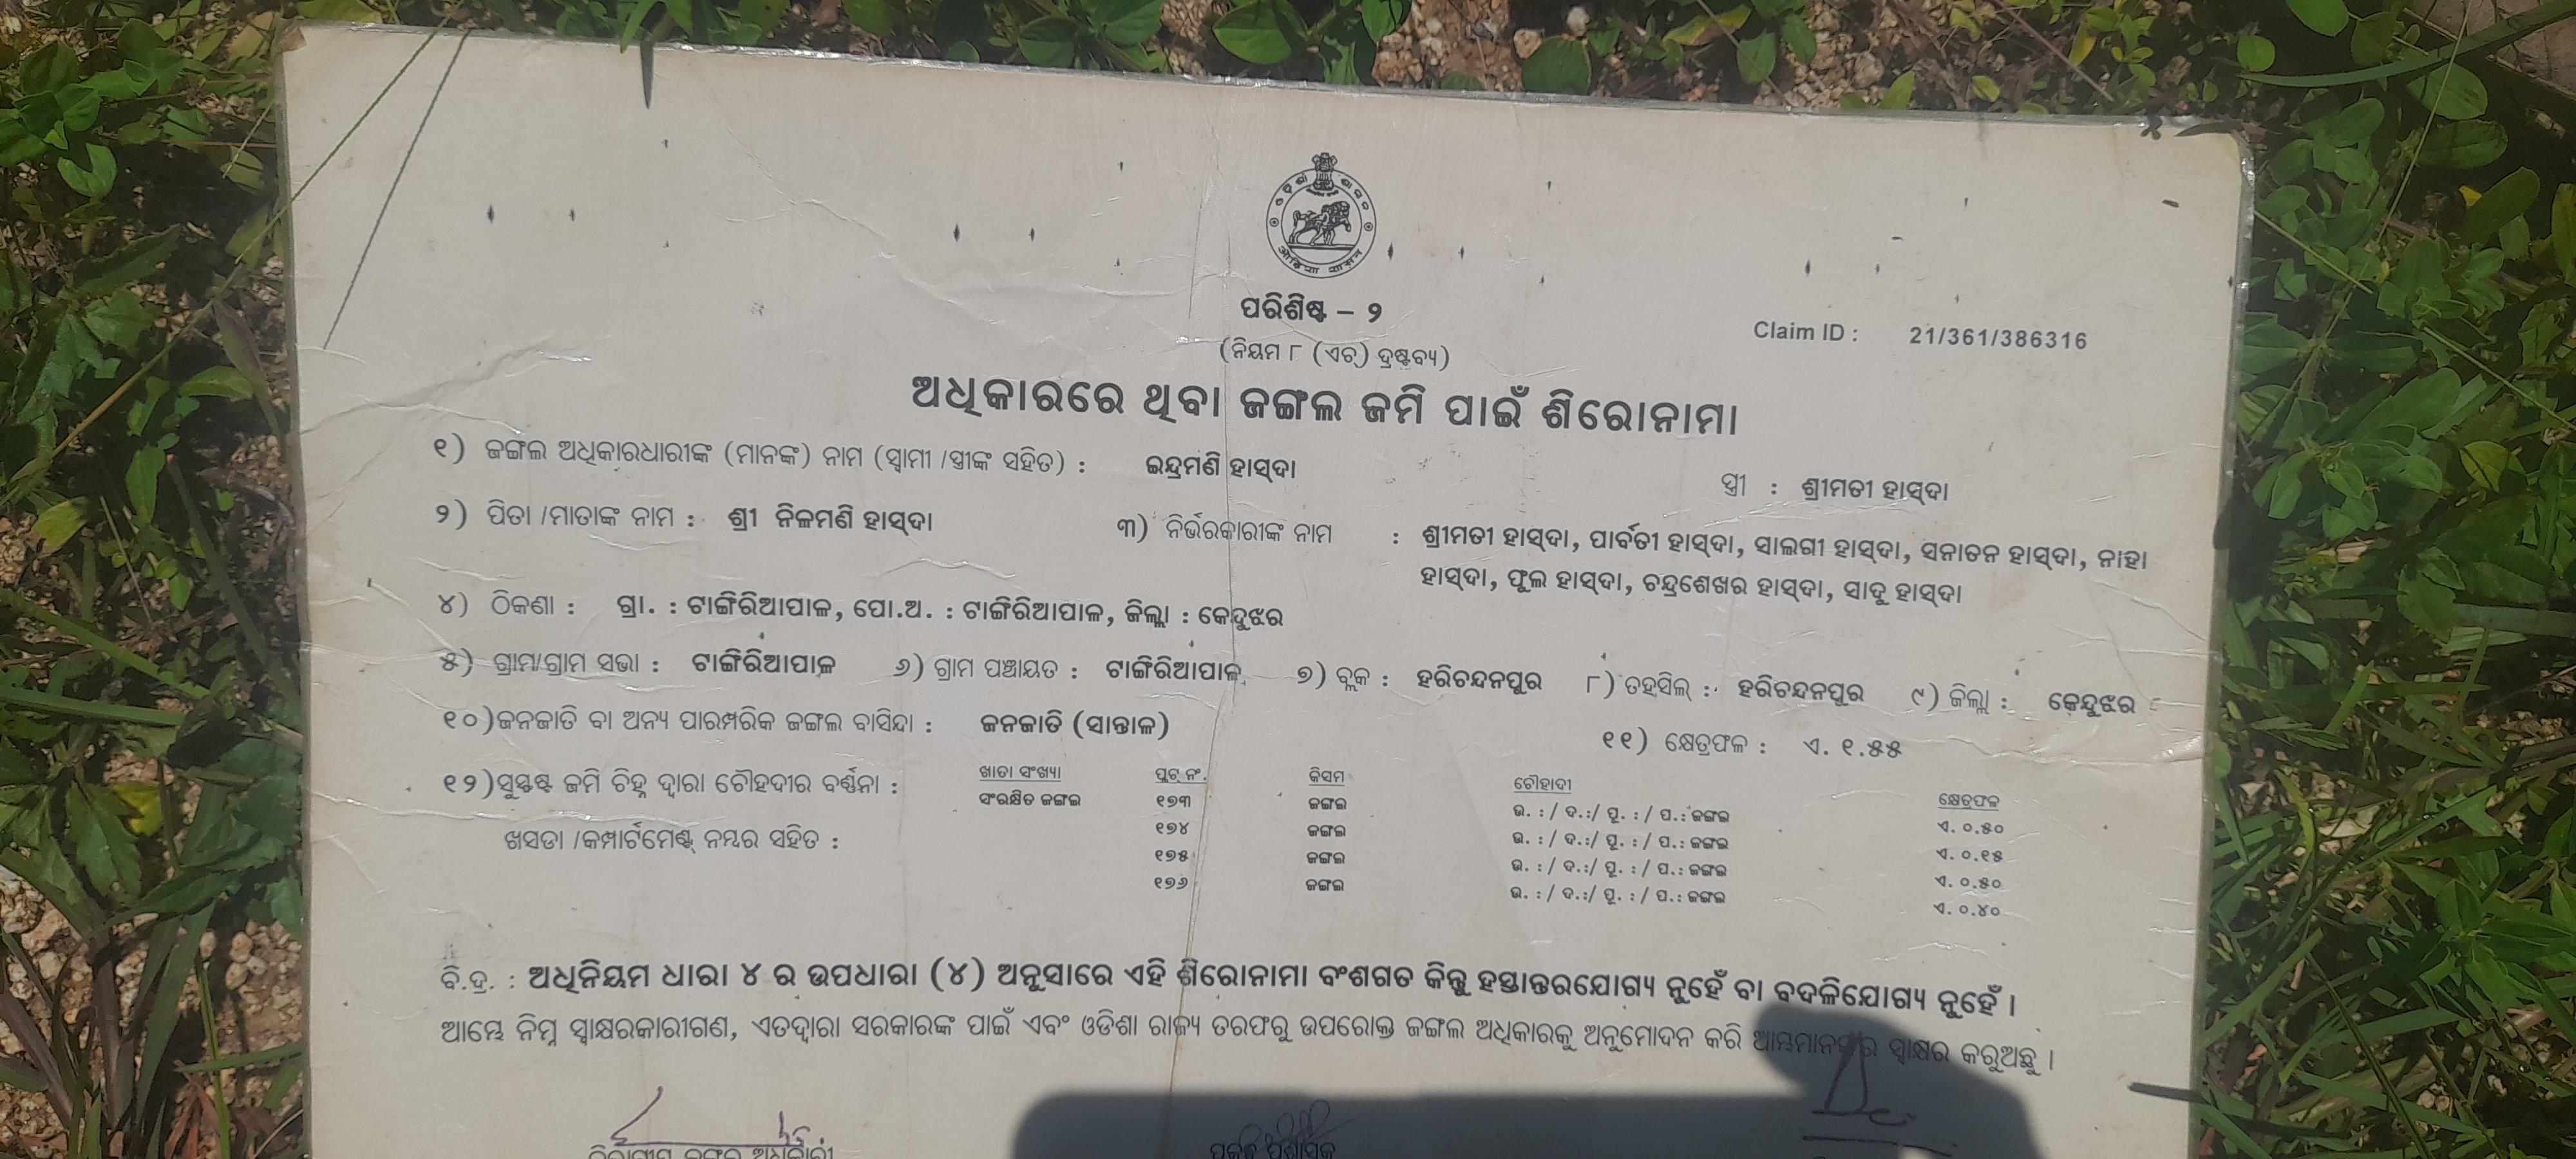 ଓଡ଼ିଶା ଶାସନ
ओड़िशा शासन
ପରିଶିଷ୍ଟ – ୨
(ନିୟମ ୮ (ଏଚ୍) ଦ୍ରଷ୍ଟବ୍ୟ)
Claim ID : 21/361/386316
ଅଧିକାରରେ ଥିବା ଜଙ୍ଗଲ ଜମି ପାଇଁ ଶିରୋନାମା
୧) ଜଙ୍ଗଲ ଅଧିକାରଧାରୀଙ୍କ (ମାନଙ୍କ) ନାମ (ସ୍ୱାମୀ /ସ୍ତ୍ରୀଙ୍କ ସହିତ) : ଇନ୍ଦ୍ରମଣି ହାସ୍‌ଦା ସ୍ତ୍ରୀ : ଶ୍ରୀମତୀ ହାସ୍‌ଦା
୨) ପିତା /ମାତାଙ୍କ ନାମ : ଶ୍ରୀ ନିଳମଣି ହାସ୍‌ଦା ୩) ନିର୍ଭରକାରୀଙ୍କ ନାମ : ଶ୍ରୀମତୀ ହାସ୍‌ଦା, ପାର୍ବତୀ ହାସ୍‌ଦା, ସାଲଗୀ ହାସ୍‌ଦା, ସନାତନ ହାସ୍‌ଦା, ନାହା
ହାସ୍‌ଦା, ଫୁଲ ହାସ୍‌ଦା, ଚନ୍ଦ୍ରଶେଖର ହାସ୍‌ଦା, ସାଦୁ ହାସ୍‌ଦା
୪) ଠିକଣା : ଗ୍ରା. : ଟାଙ୍ଗିରିଆପାଳ, ପୋ.ଅ. : ଟାଙ୍ଗିରିଆପାଳ, ଜିଲ୍ଲା : କେନ୍ଦୁଝର
୫) ଗ୍ରାମ/ଗ୍ରାମ ସଭା : ଟାଙ୍ଗିରିଆପାଳ ୬) ଗ୍ରାମ ପଞ୍ଚାୟତ : ଟାଙ୍ଗିରିଆପାଳ ୭) ବ୍ଲକ : ହରିଚନ୍ଦନପୁର ୮) ତହସିଲ୍ : ହରିଚନ୍ଦନପୁର ୯) ଜିଲ୍ଲା : କେନ୍ଦୁଝର
୧୦)ଜନଜାତି ବା ଅନ୍ୟ ପାରମ୍ପରିକ ଜଙ୍ଗଲ ବାସିନ୍ଦା : ଜନଜାତି (ସାନ୍ତାଳ) ୧୧) କ୍ଷେତ୍ରଫଳ : ଏ. ୧.୫୫
୧୨)ସୁସ୍ପଷ୍ଟ ଜମି ଚିହ୍ନ ଦ୍ୱାରା ଚୌହଦୀର ବର୍ଣ୍ଣନା : ଖାତା ସଂଖ୍ୟା ପ୍ଲଟ୍ ନଂ. କିସମ ଚୌହାଦୀ କ୍ଷେତ୍ରଫଳ
ସଂରକ୍ଷିତ ଜଙ୍ଗଲ ୧୭୩ ଜଙ୍ଗଲ ଉ. : / ଦ.:/ ପୂ. : / ପ.: ଜଙ୍ଗଲ ଏ. ୦.୫୦
ଖସଡା /କମ୍ପାର୍ଟମେଣ୍ଟ୍ ନମ୍ବର ସହିତ : ୧୭୪ ଜଙ୍ଗଲ ଉ. : / ଦ.:/ ପୂ. : / ପ.: ଜଙ୍ଗଲ ଏ. ୦.୧୫
୧୭୫ ଜଙ୍ଗଲ ଉ. : / ଦ.:/ ପୂ. : / ପ.: ଜଙ୍ଗଲ ଏ. ୦.୫୦
୧୭୬ ଜଙ୍ଗଲ ଉ. : / ଦ.:/ ପୂ. : / ପ.: ଜଙ୍ଗଲ ଏ. ୦.୪୦
ବି.ଦ୍ର. : ଅଧିନିୟମ ଧାରା ୪ ର ଉପଧାରା (୪) ଅନୁସାରେ ଏହି ଶିରୋନାମା ବଂଶଗତ କିନ୍ତୁ ହସ୍ତାନ୍ତରଯୋଗ୍ୟ ନୁହେଁ ବା ବଦଳିଯୋଗ୍ୟ ନୁହେଁ ।
ଆମ୍ଭେ ନିମ୍ନ ସ୍ୱାକ୍ଷରକାରୀଗଣ, ଏତଦ୍ୱାରା ସରକାରଙ୍କ ପାଇଁ ଏବଂ ଓଡିଶା ରାଜ୍ୟ ତରଫରୁ ଉପରୋକ୍ତ ଜଙ୍ଗଲ ଅଧିକାରକୁ ଅନୁମୋଦନ କରି ଆମ୍ଭମାନଙ୍କର ସ୍ୱାକ୍ଷର କରୁଅଛୁ ।